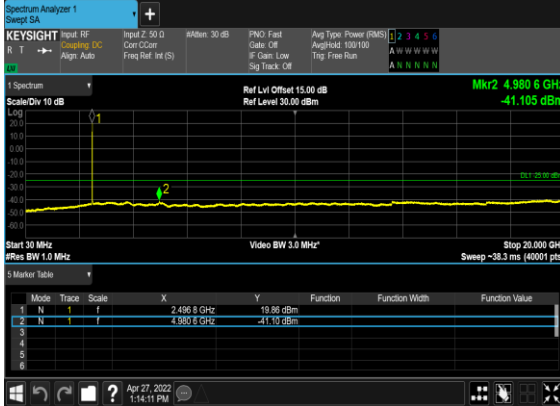 Spectrum Analyzer 1
Swept SA
+
KEYSIGHT Input: RF Input Z: 50 Ω #Atten: 30 dB PNO: Fast Avg Type: Power (RMS) 1 2 3 4 5 6
R T Coupling: DC Corr CCorr Gate: Off Avg|Hold: 100/100 A W W W W W
Align: Auto Freq Ref: Int (S) IF Gain: Low Trig: Free Run
Sig Track: Off A N N N N N
1 Spectrum
Ref Lvl Offset 15.00 dB Mkr2 4.980 6 GHz
Scale/Div 10 dB Ref Level 30.00 dBm -41.105 dBm
Log
20.0
10.0
0.00
-10.0
-20.0
-30.0
-40.0
-50.0
-60.0
1
2
DL1 -25.00 dBm
Start 30 MHz Video BW 3.0 MHz* Stop 20.000 GH
#Res BW 1.0 MHz Sweep ~38.3 ms (40001 pts
5 Marker Table
Mode Trace Scale X Y Function Function Width Function Value
1 N 1 f 2.496 8 GHz 19.86 dBm
2 N 1 f 4.980 6 GHz -41.10 dBm
3
4
5
6
? Apr 27, 2022
1:14:11 PM